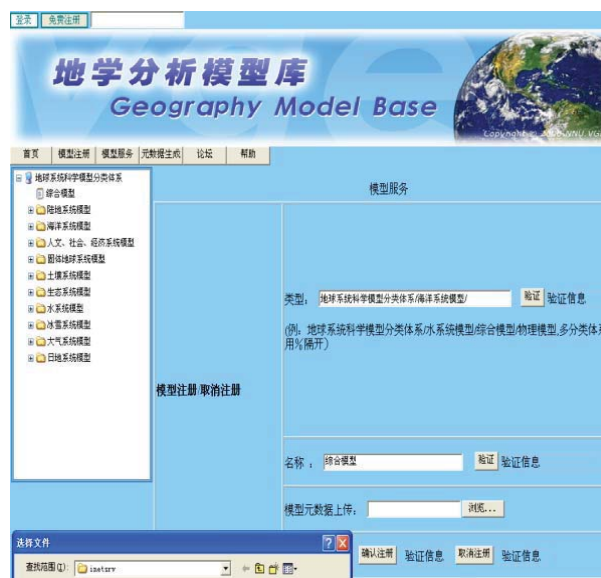 登录 免费注册
地学分析模型库
Geography Model Base
Copyright © 2006 NNU VGE
首页 模型注册 模型服务 元数据生成 论坛 帮助
地球系统科学模型分类体系
综合模型
陆地系统模型
海洋系统模型
人文、社会、经济系统模型
固体地球系统模型
土壤系统模型
生态系统模型
水系统模型
冰雪系统模型
大气系统模型
日地系统模型
模型服务
模型注册/取消注册
类型: 地球系统科学模型分类体系/海洋系统模型/ 验证 验证信息
(例: 地球系统科学模型分类体系/水系统模型/综合模型/物理模型,多分类体系
用%隔开)
名称 : 综合模型 验证 验证信息
模型元数据上传: 浏览...
确认注册 验证信息 取消注册 验证信息
选择文件
查找范围(I): inetsrv